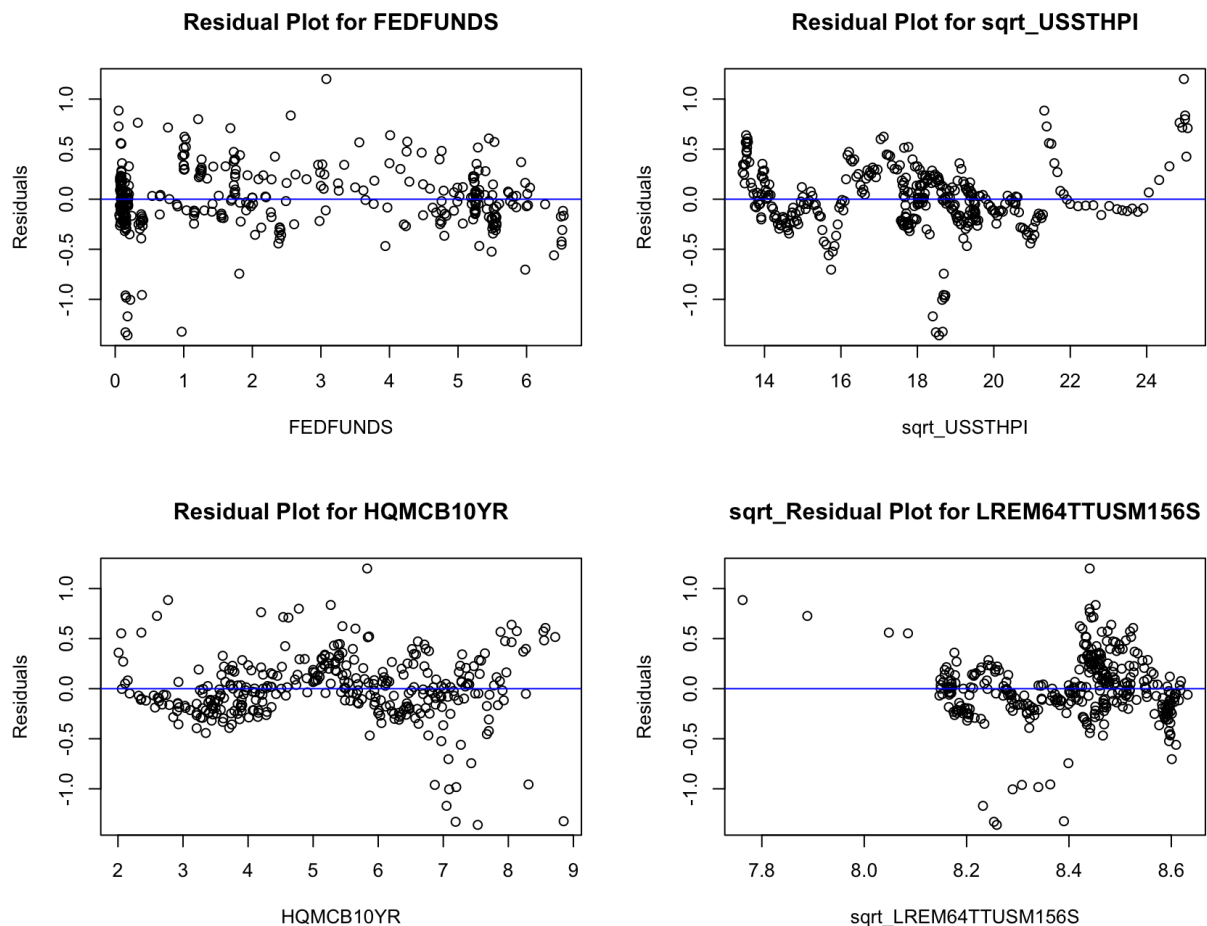 Residual Plot for FEDFUNDS
Residuals
1.0
0.5
0.0
-0.5
-1.0
0 1 2 3 4 5 6
FEDFUNDS
Residual Plot for sqrt_USSTHPI
Residuals
1.0
0.5
0.0
-0.5
-1.0
14 16 18 20 22 24
sqrt_USSTHPI
Residual Plot for HQMCB10YR
Residuals
1.0
0.5
0.0
-0.5
-1.0
2 3 4 5 6 7 8 9
HQMCB10YR
sqrt_Residual Plot for LREM64TTUSM156S
Residuals
1.0
0.5
0.0
-0.5
-1.0
7.8 8.0 8.2 8.4 8.6
sqrt_LREM64TTUSM156S